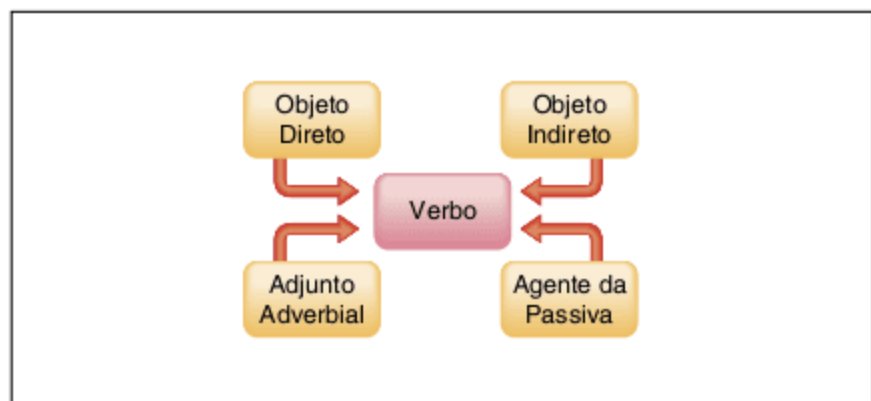 Objeto
Direto
Objeto
Indireto
Verbo
Adjunto
Adverbial
Agente da
Passiva